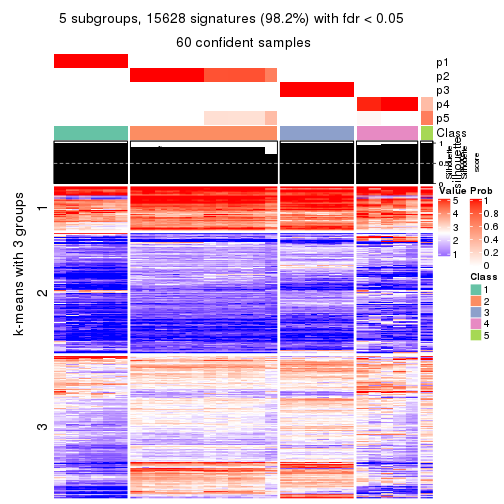 5 subgroups, 15628 signatures (98.2%) with fdr < 0.05
60 confident samples
p1
p2
p3
p4
p5
Class
1
0.5
0
Silhouette
score
silhouette
k-means with 3 groups
1
2
3
Value
5
4
3
2
1
Prob
1
0.8
0.6
0.4
0.2
0
Class
1
2
3
4
5